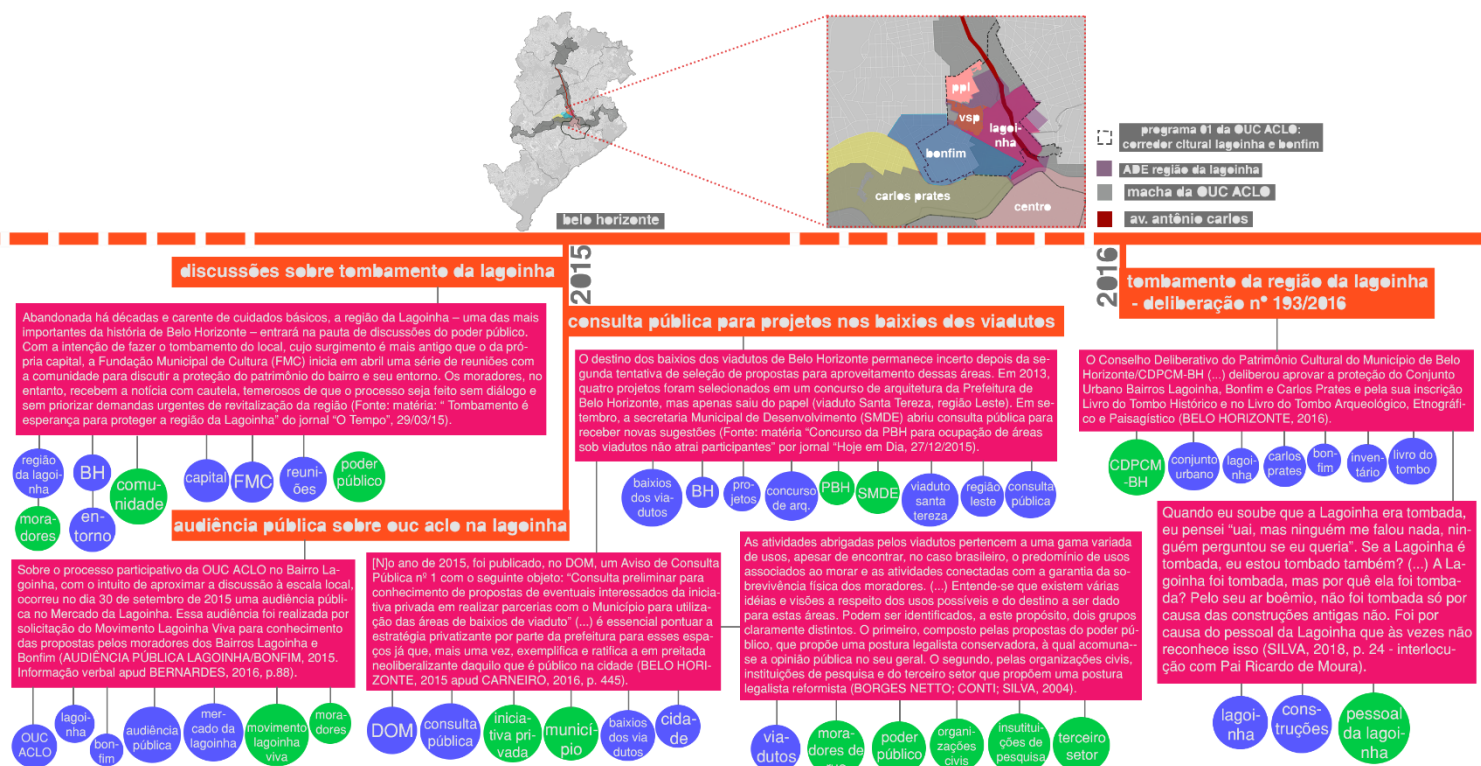 belo horizonte
ppl
vsp
lagoi-
nha
bonfim
carlos prates
centro
programa 01 da OUC ACLO:
corredor cltural lagoinha e bonfim
ADE região da lagoinha
macha da OUC ACLO
av. antônio carlos
discussões sobre tombamento da lagoinha
Abandonada há décadas e carente de cuidados básicos, a região da Lagoinha – uma das mais
importantes da história de Belo Horizonte – entrará na pauta de discussões do poder público.
Com a intenção de fazer o tombamento do local, cujo surgimento é mais antigo que o da pró-
pria capital, a Fundação Municipal de Cultura (FMC) inicia em abril uma série de reuniões com
a comunidade para discutir a proteção do patrimônio do bairro e seu entorno. Os moradores, no
entanto, recebem a notícia com cautela, temerosos de que o processo seja feito sem diálogo e
sem priorizar demandas urgentes de revitalização da região (Fonte: matéria: “ Tombamento é
esperança para proteger a região da Lagoinha” do jornal “O Tempo”, 29/03/15).
região
da lagoi-
nha
BH
comu-
nidade
capital
FMC
reuni-
ões
poder
público
mora-
dores
en-
torno
audiência pública sobre ouc aclo na lagoinha
Sobre o processo participativo da OUC ACLO no Bairro La-
goinha, com o intuito de aproximar a discussão à escala local,
ocorreu no dia 30 de setembro de 2015 uma audiência públi-
ca no Mercado da Lagoinha. Essa audiência foi realizada por
solicitação do Movimento Lagoinha Viva para conhecimento
das propostas pelos moradores dos Bairros Lagoinha e
Bonfim (AUDIÊNCIA PÚBLICA LAGOINHA/BONFIM, 2015.
Informação verbal apud BERNARDES, 2016, p.88).
OUC
ACLO
lagoi-
nha
bon-
fim
audiência
pública
mer-
cado da
lagoinha
movimento
lagoinha
viva
mora-
dores
2015
consulta pública para projetos nos baixios dos viadutos
O destino dos baixios dos viadutos de Belo Horizonte permanece incerto depois da se-
gunda tentativa de seleção de propostas para aproveitamento dessas áreas. Em 2013,
quatro projetos foram selecionados em um concurso de arquitetura da Prefeitura de
Belo Horizonte, mas apenas saiu do papel (viaduto Santa Tereza, região Leste). Em se-
tembro, a secretaria Municipal de Desenvolvimento (SMDE) abriu consulta pública para
receber novas sugestões (Fonte: matéria “Concurso da PBH para ocupação de áreas
sob viadutos não atrai participantes” por jornal “Hoje em Dia, 27/12/2015).
baixios
dos via-
dutos
BH
pro-
jetos
concurso
de arq.
PBH
SMDE
viaduto
santa
tereza
região
leste
consulta
pública
[N]o ano de 2015, foi publicado, no DOM, um Aviso de Consulta
Pública nº 1 com o seguinte objeto: “Consulta preliminar para
conhecimento de propostas de eventuais interessados da inicia-
tiva privada em realizar parcerias com o Município para utiliza-
ção das áreas de baixios de viaduto” (...) é essencial pontuar a
estratégia privatizante por parte da prefeitura para esses espa-
ços já que, mais uma vez, exemplifica e ratifica a em preitada
neoliberalizante daquilo que é público na cidade (BELO HORI-
ZONTE, 2015 apud CARNEIRO, 2016, p. 445).
DOM
consulta
pública
inicia-
tiva pri-
vada
municí-
pio
baixios
dos via
dutos
cida-
de
As atividades abrigadas pelos viadutos pertencem a uma gama variada
de usos, apesar de encontrar, no caso brasileiro, o predomínio de usos
associados ao morar e as atividades conectadas com a garantia da so-
brevivência física dos moradores. (...) Entende-se que existem várias
idéias e visões a respeito dos usos possíveis e do destino a ser dado
para estas áreas. Podem ser identificados, a este propósito, dois grupos
claramente distintos. O primeiro, composto pelas propostas do poder pú-
blico, que propõe uma postura legalista conservadora, à qual acomuna-
se a opinião pública no seu geral. O segundo, pelas organizações civis,
instituições de pesquisa e do terceiro setor que propõem uma postura
legalista reformista (BORGES NETTO; CONTI; SILVA, 2004).
via-
dutos
mora-
dores de
poder
público
organi-
zações
civis
insutitui-
ções de
pesquisa
terceiro
setor
2016
tombamento da região da lagoinha
- deliberação nº 193/2016
O Conselho Deliberativo do Patrimônio Cultural do Município de Belo
Horizonte/CDPCM-BH (...) deliberou aprovar a proteção do Conjunto
Urbano Bairros Lagoinha, Bonfim e Carlos Prates e pela sua inscrição
Livro do Tombo Histórico e no Livro do Tombo Arqueológico, Etnográfi-
co e Paisagístico (BELO HORIZONTE, 2016).
CDPCM
-BH
conjunto
urbano
lagoi-
nha
carlos
prates
bon-
fim
inven-
tário
livro do
tombo
Quando eu soube que a Lagoinha era tombada,
eu pensei “uai, mas ninguém me falou nada, nin-
guém perguntou se eu queria”. Se a Lagoinha é
tombada, eu estou tombado também? (...) A La-
goinha foi tombada, mas por quê ela foi tomba-
da? Pelo seu ar boêmio, não foi tombada só por
causa das construções antigas não. Foi por
causa do pessoal da Lagoinha que às vezes não
reconhece isso (SILVA, 2018, p. 24 - interlo-
cução com Pai Ricardo de Moura).
lagoi-
nha
cons-
truções
pessoal
da lagoi-
nha